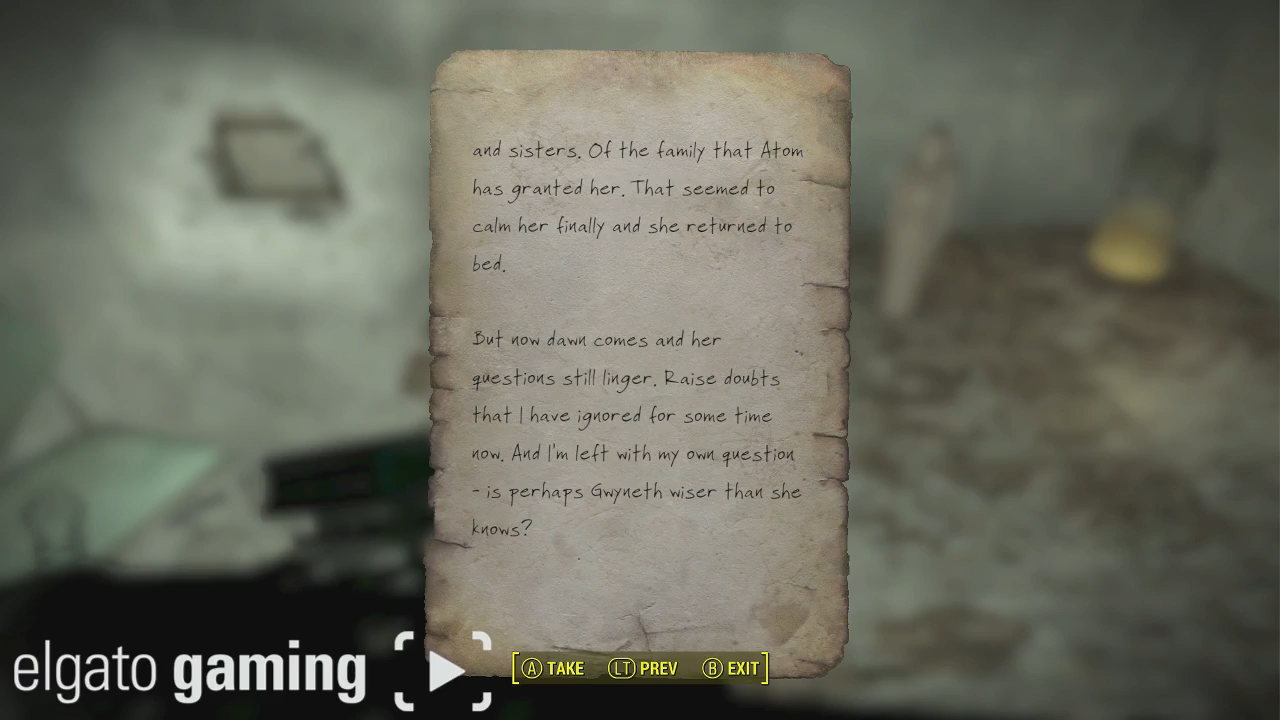 and sisters. Of the family that Atom
has granted her. That seemed to
calm her finally and she returned to
bed.
But now dawn comes and her
questions still linger. Raise doubts
that I have ignored for some time
now. And I'm left with my own question
- is perhaps Gwyneth wiser than she
knows?
elgato gaming
A TAKE LT PREV B EXIT